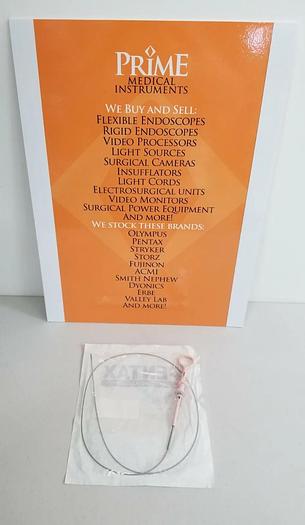 PRIME
MEDICAL
INSTRUMENTS
WE BUY AND SELL:
FLEXIBLE ENDOSCOPES
RIGID ENDOSCOPES
VIDEO PROCESSORS
LIGHT SOURCES
SURGICAL CAMERAS
INSUFFLATORS
LIGHT CORDS
ELECTROSURGICAL UNITS
VIDEO MONITORS
SURGICAL POWER EQUIPMENT
AND MORE!
WE STOCK THESE BRANDS:
OLYMPUS
PENTAX
STRYKER
STORZ
FUJINON
ACMI
SMITH NEPHEW
DYONICS
ERBE
VALLEY LAB
AND MORE!
PENTAX